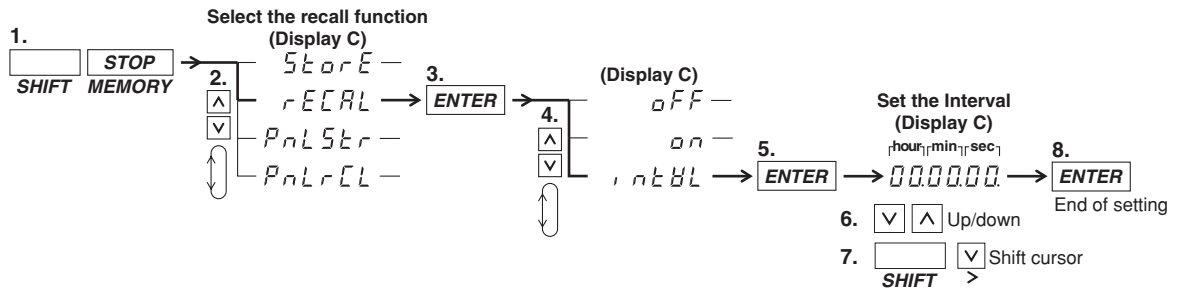 Select the recall function
(Display C)
1.
STOP
SHIFT MEMORY
2.
StorE
rECAL
PnLStr
PnLrCL
3.
ENTER
(Display C)
4.
oFF
on
intVL
5.
ENTER
Set the Interval
(Display C)
hour min sec
00.00.00.
8.
ENTER
End of setting
6. Up/down
7. Shift cursor
SHIFT >